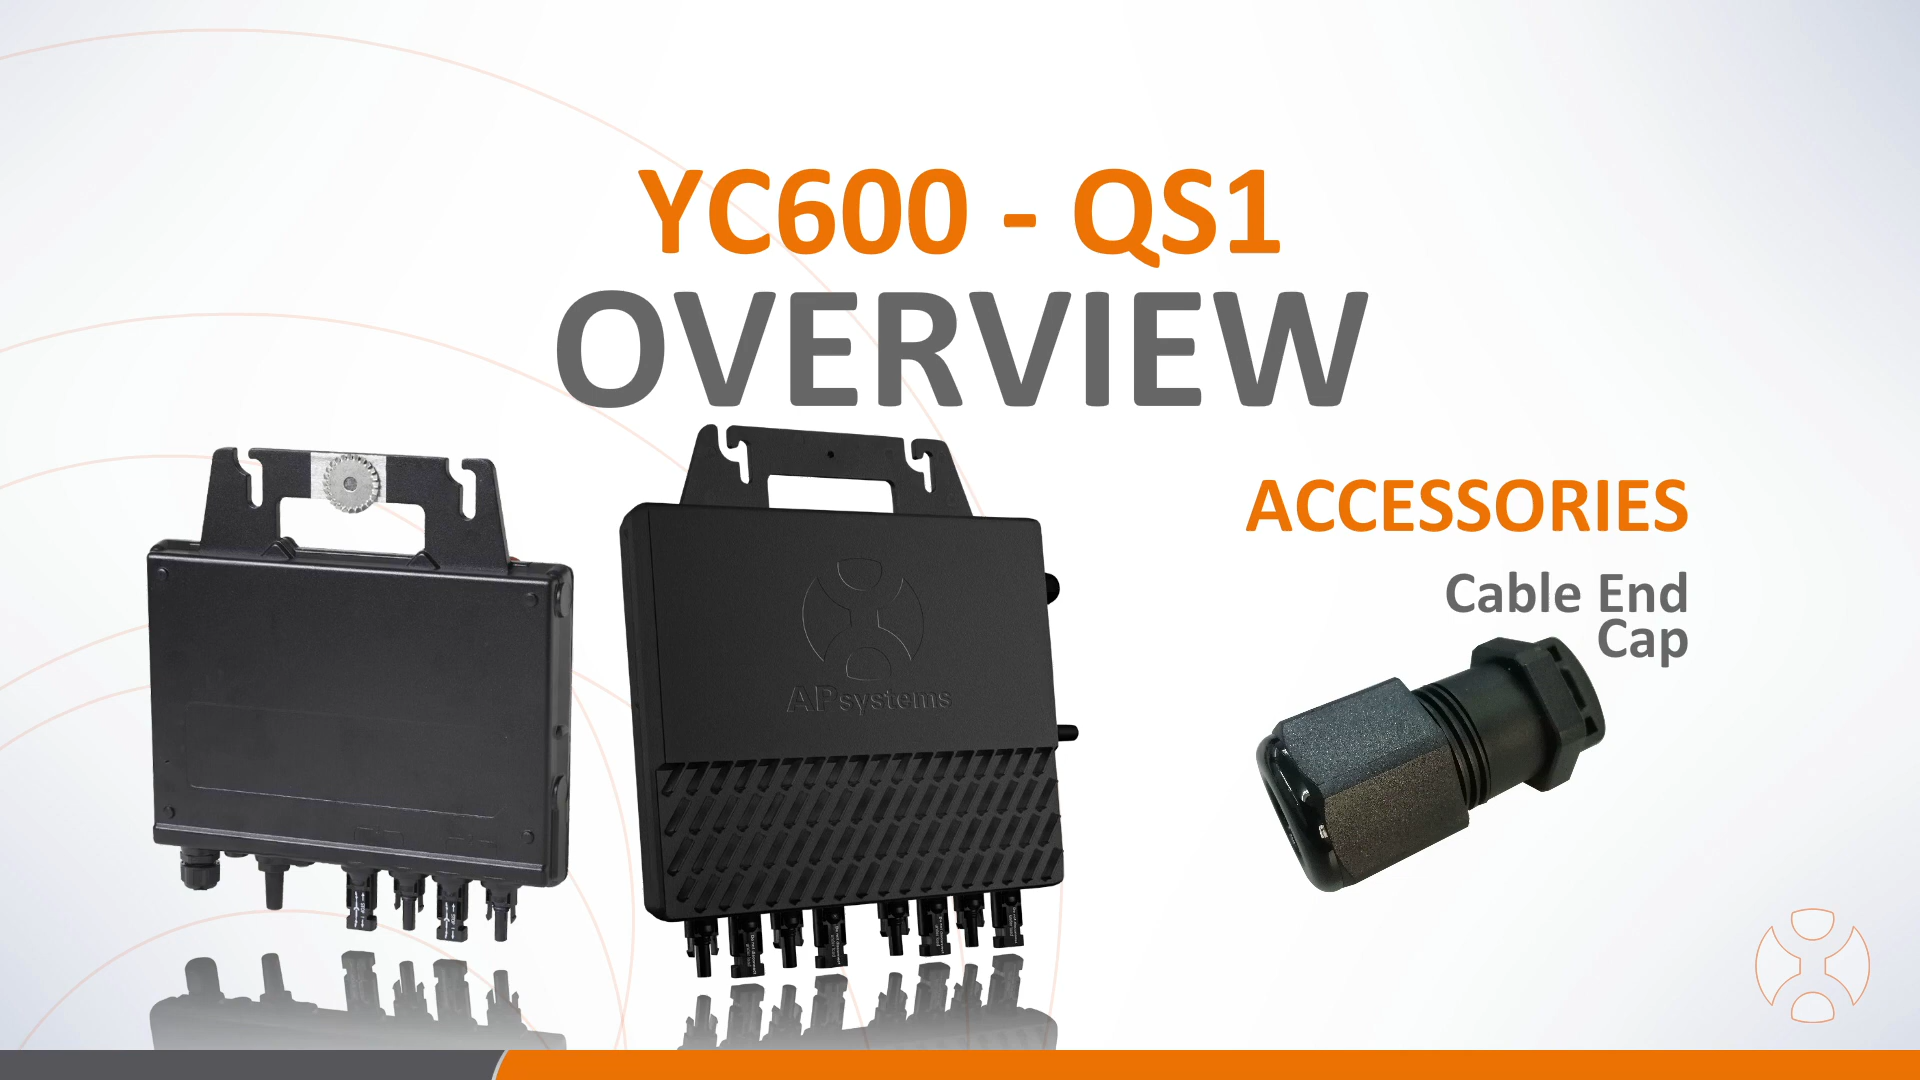 YC600 - QS1
OVERVIEW
ACCESSORIES
Cable End
Cap
APsystems